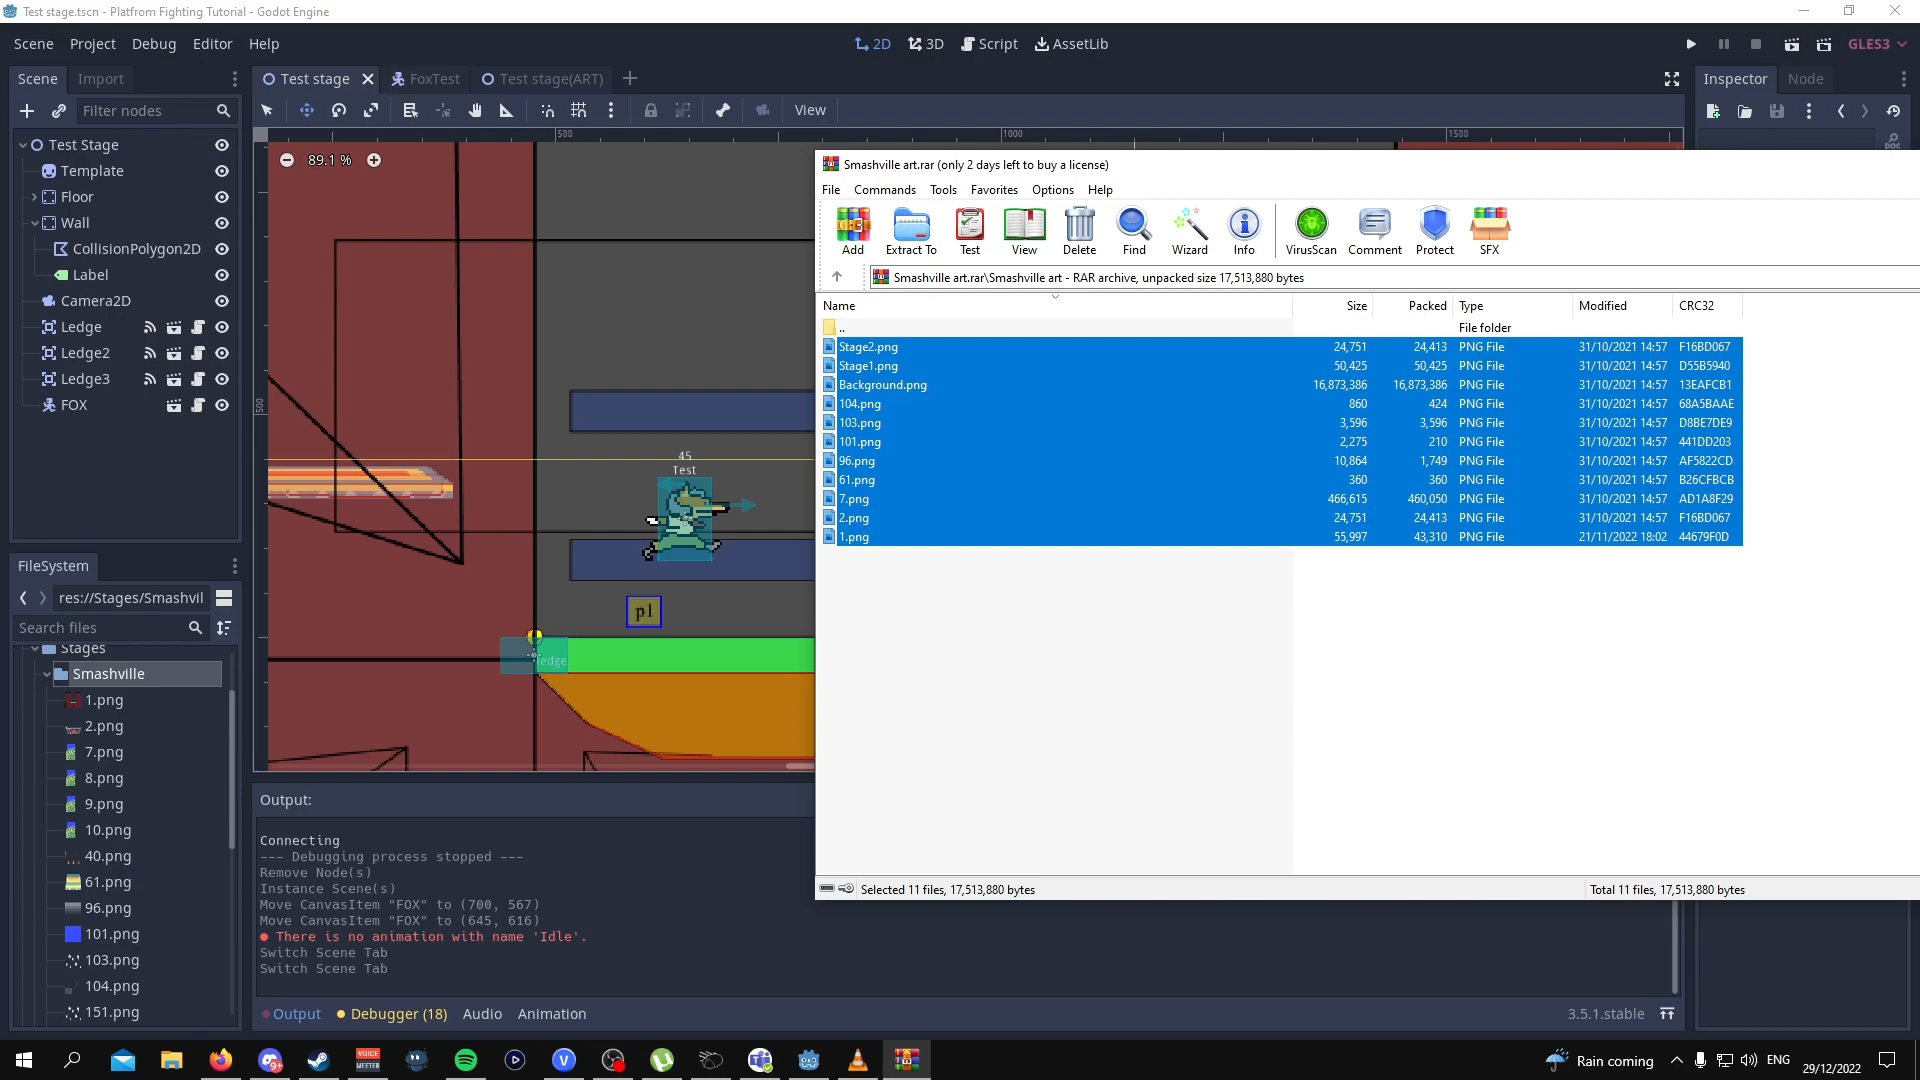 Test stage.tscn - Platfrom Fighting Tutorial - Godot Engine
Scene Project Debug Editor Help
2D 3D Script AssetLib
GLES3
Scene Import
Filter nodes
Test Stage
Template
Floor
Wall
CollisionPolygon2D
Label
Camera2D
Ledge
Ledge2
Ledge3
FOX
FileSystem
res://Stages/Smashvil
Search files
Stages
Smashville
1.png
2.png
7.png
8.png
9.png
10.png
40.png
61.png
96.png
101.png
103.png
104.png
151.png
Test stage FoxTest Test stage(ART)
View
500 1000 1500
89.1 %
500
45
Test
p1
ledge
Output:
Connecting
--- Debugging process stopped ---
Remove Node(s)
Instance Scene(s)
Move CanvasItem "FOX" to (700, 567)
Move CanvasItem "FOX" to (645, 616)
There is no animation with name 'Idle'.
Switch Scene Tab
Switch Scene Tab
Output Debugger (18) Audio Animation
3.5.1.stable
Inspector Node
DOC
Smashville art.rar (only 2 days left to buy a license)
File Commands Tools Favorites Options Help
Add Extract To Test View Delete Find Wizard Info VirusScan Comment Protect SFX
Smashville art.rar\Smashville art - RAR archive, unpacked size 17,513,880 bytes
Name Size Packed Type Modified CRC32
.. File folder
Stage2.png 24,751 24,413 PNG File 31/10/2021 14:57 F16BD067
Stage1.png 50,425 50,425 PNG File 31/10/2021 14:57 D55B5940
Background.png 16,873,386 16,873,386 PNG File 31/10/2021 14:57 13EAFCB1
104.png 860 424 PNG File 31/10/2021 14:57 68A5BAAE
103.png 3,596 3,596 PNG File 31/10/2021 14:57 D8BE7DE9
101.png 2,275 210 PNG File 31/10/2021 14:57 441DD203
96.png 10,864 1,749 PNG File 31/10/2021 14:57 AF5822CD
61.png 360 360 PNG File 31/10/2021 14:57 B26CFBCB
7.png 466,615 460,050 PNG File 31/10/2021 14:57 AD1A8F29
2.png 24,751 24,413 PNG File 31/10/2021 14:57 F16BD067
1.png 55,997 43,310 PNG File 21/11/2022 18:02 44679F0D
Selected 11 files, 17,513,880 bytes
Total 11 files, 17,513,880 bytes
VOICE
MEETER
9+
Rain coming
ENG
29/12/2022